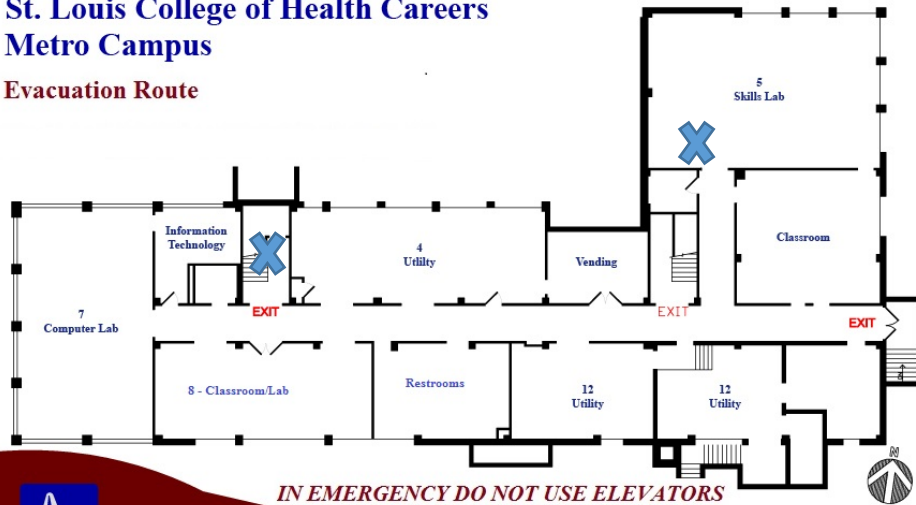 St. Louis College of Health Careers
Metro Campus
Evacuation Route
5
Skills Lab
Information
Technology
4
Utlilty
Vending
Classroom
EXIT
EXIT
EXIT
7
Computer Lab
8 - Classroom/Lab
Restrooms
12
Utility
12
Utility
N
IN EMERGENCY DO NOT USE ELEVATORS